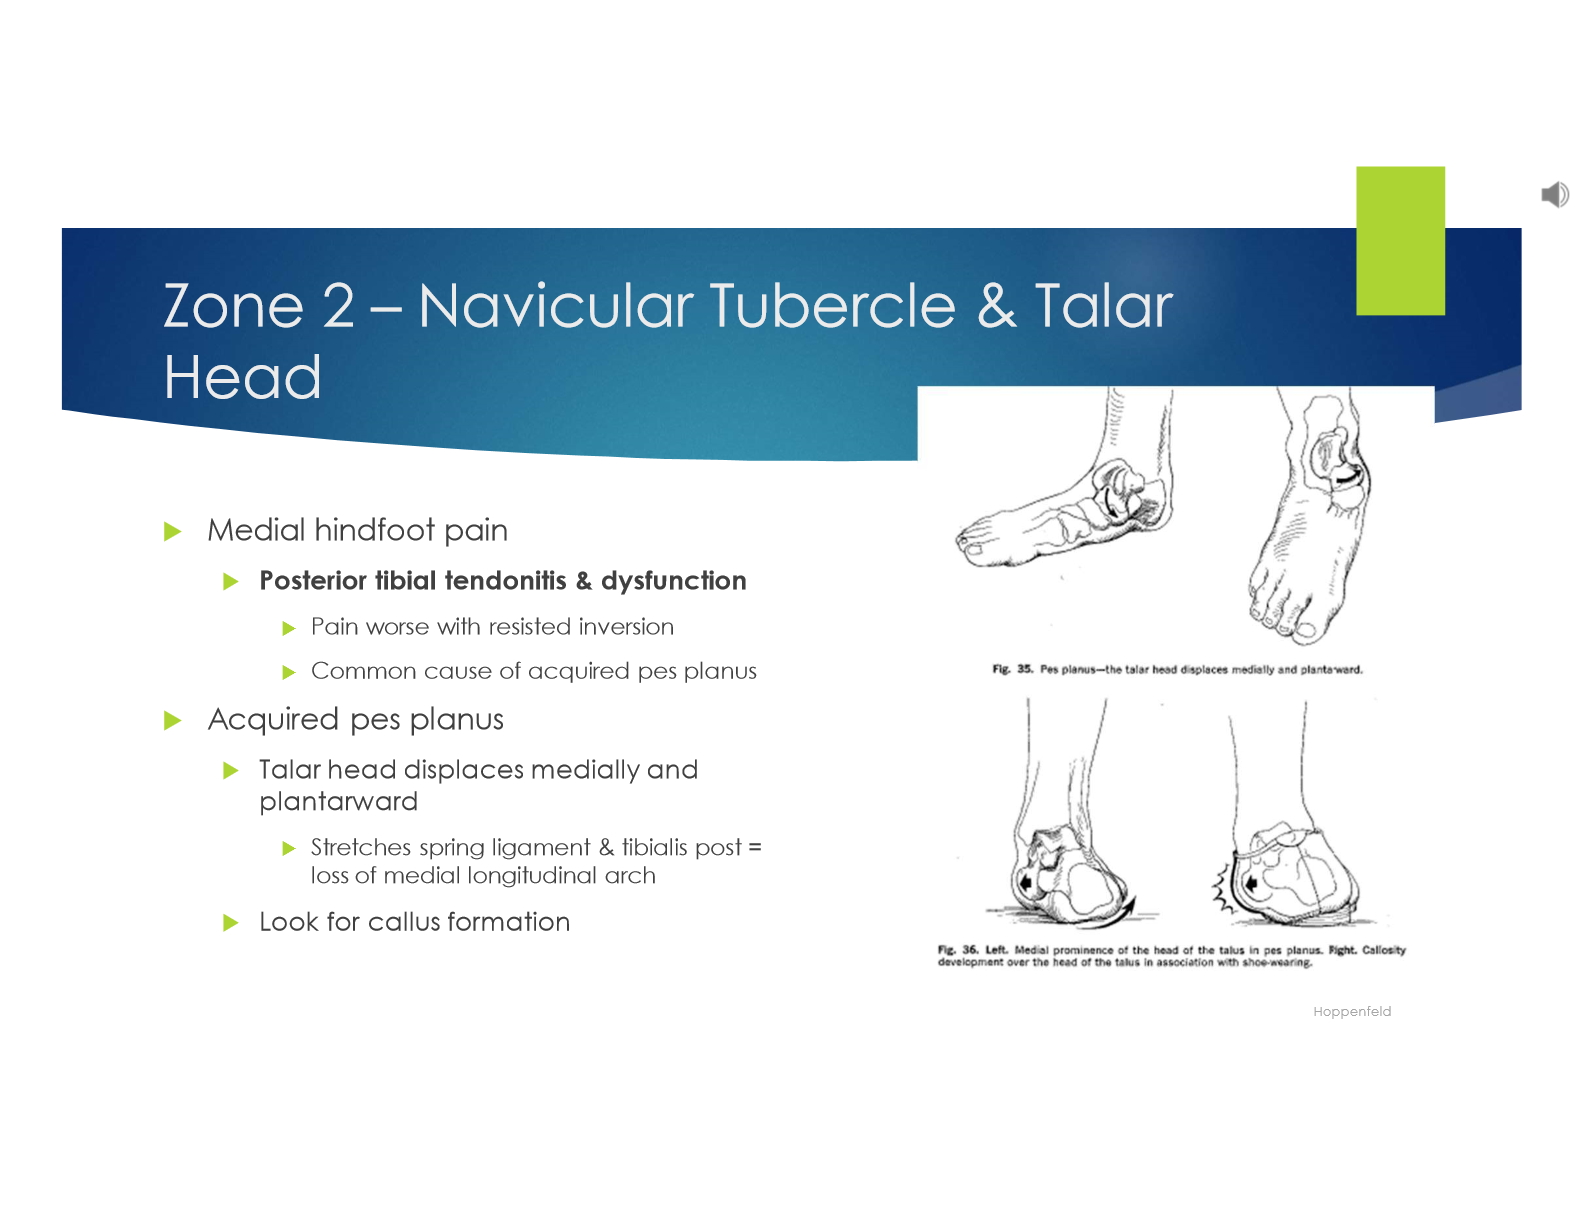 Zone 2 – Navicular Tubercle & Talar
Head
Medial hindfoot pain
Posterior tibial tendonitis & dysfunction
Pain worse with resisted inversion
Common cause of acquired pes planus
Acquired pes planus
Talar head displaces medially and
plantarward
Stretches spring ligament & tibialis post =
loss of medial longitudinal arch
Look for callus formation
Fig. 35. Pes planus—the talar head displaces medially and plantarward.
Fig. 36. Left. Medial prominence of the head of the talus in pes planus. Right. Callosity
development over the head of the talus in association with shoe-wearing.
Hoppenfeld